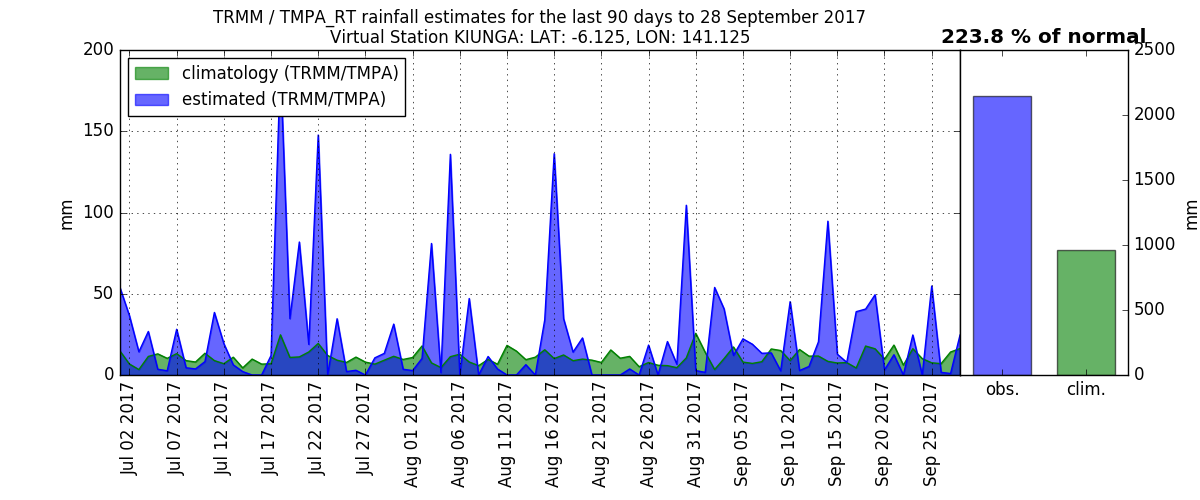 TRMM / TMPA_RT rainfall estimates for the last 90 days to 28 September 2017
Virtual Station KIUNGA: LAT: -6.125, LON: 141.125
223.8 % of normal
climatology (TRMM/TMPA)
estimated (TRMM/TMPA)
mm
200
150
100
50
0
Jul 02 2017
Jul 07 2017
Jul 12 2017
Jul 17 2017
Jul 22 2017
Jul 27 2017
Aug 01 2017
Aug 06 2017
Aug 11 2017
Aug 16 2017
Aug 21 2017
Aug 26 2017
Aug 31 2017
Sep 05 2017
Sep 10 2017
Sep 15 2017
Sep 20 2017
Sep 25 2017
obs.
clim.
2500
2000
1500
1000
500
0
mm